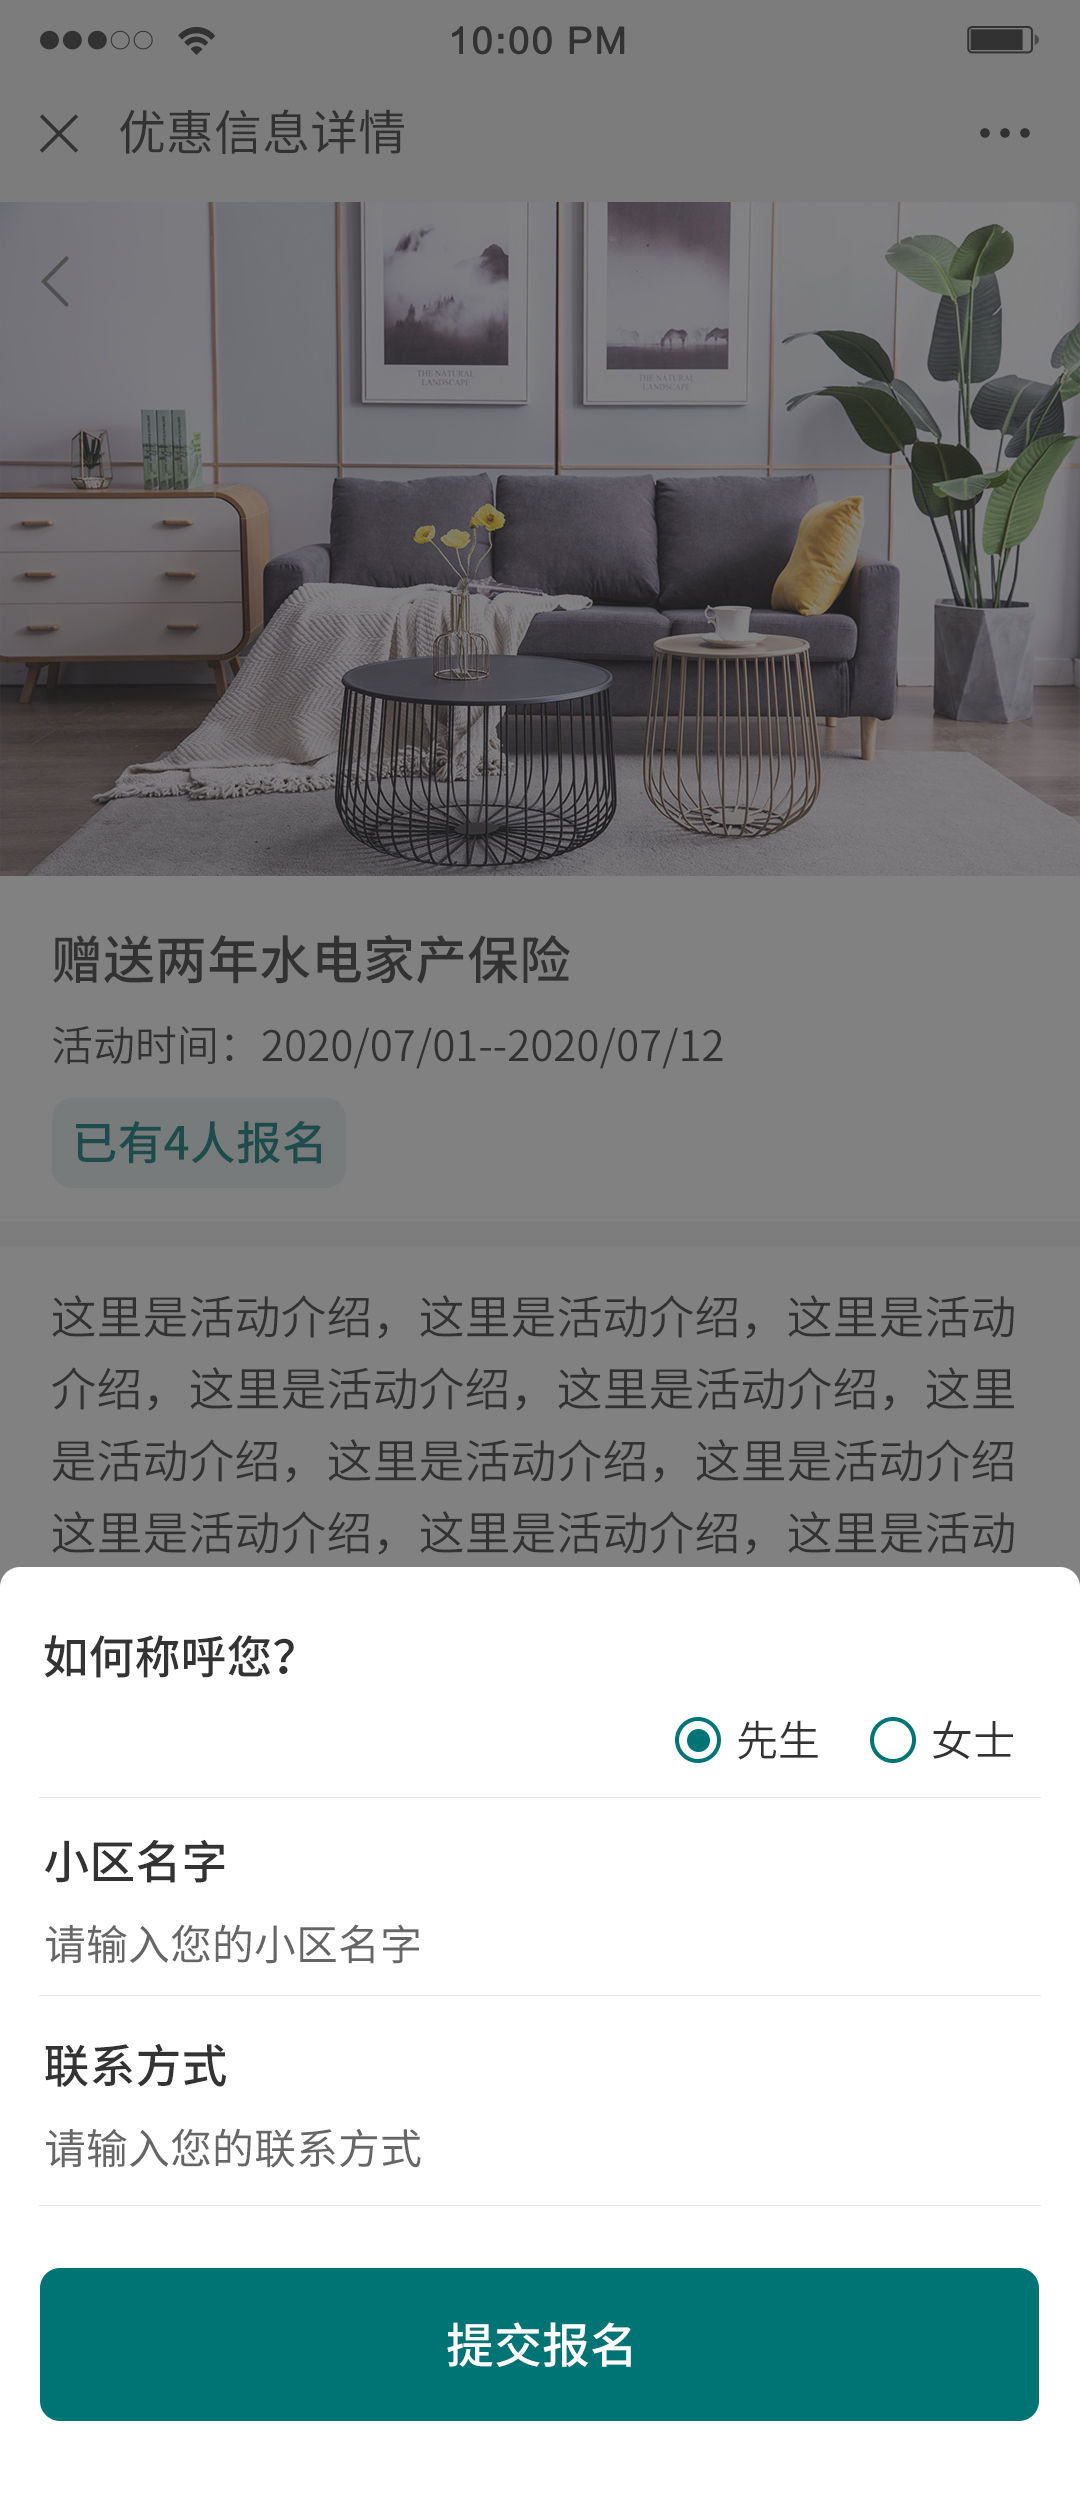 10:00 PM
优惠信息详情
THE NATURAL
LANDSCAPE
THE NATURAL
LANDSCAPE
赠送两年水电家产保险
活动时间：2020/07/01--2020/07/12
已有4人报名
这里是活动介绍，这里是活动介绍，这里是活动
介绍，这里是活动介绍，这里是活动介绍，这里
是活动介绍，这里是活动介绍，这里是活动介绍
这里是活动介绍，这里是活动介绍，这里是活动
如何称呼您？
先生
女士
小区名字
请输入您的小区名字
联系方式
请输入您的联系方式
提交报名